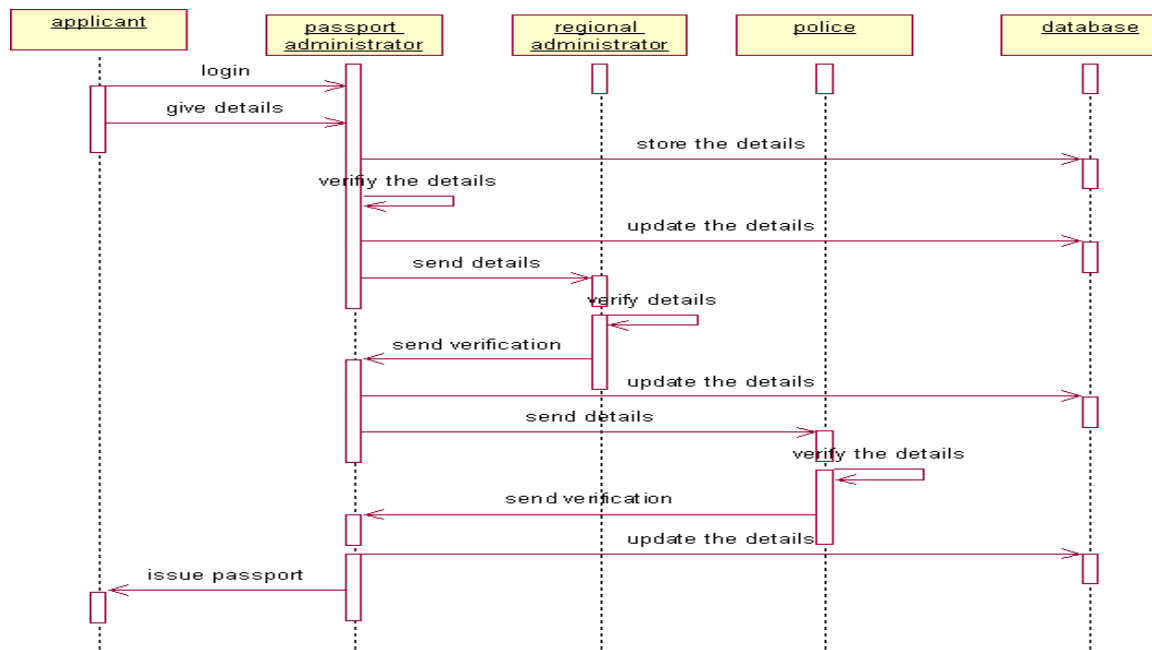 applicant
passport
administrator
regional
administrator
police
database
login
give details
store the details
verifiy the details
update the details
send details
verify details
send verification
update the details
send details
verify the details
send verification
update the details
issue passport